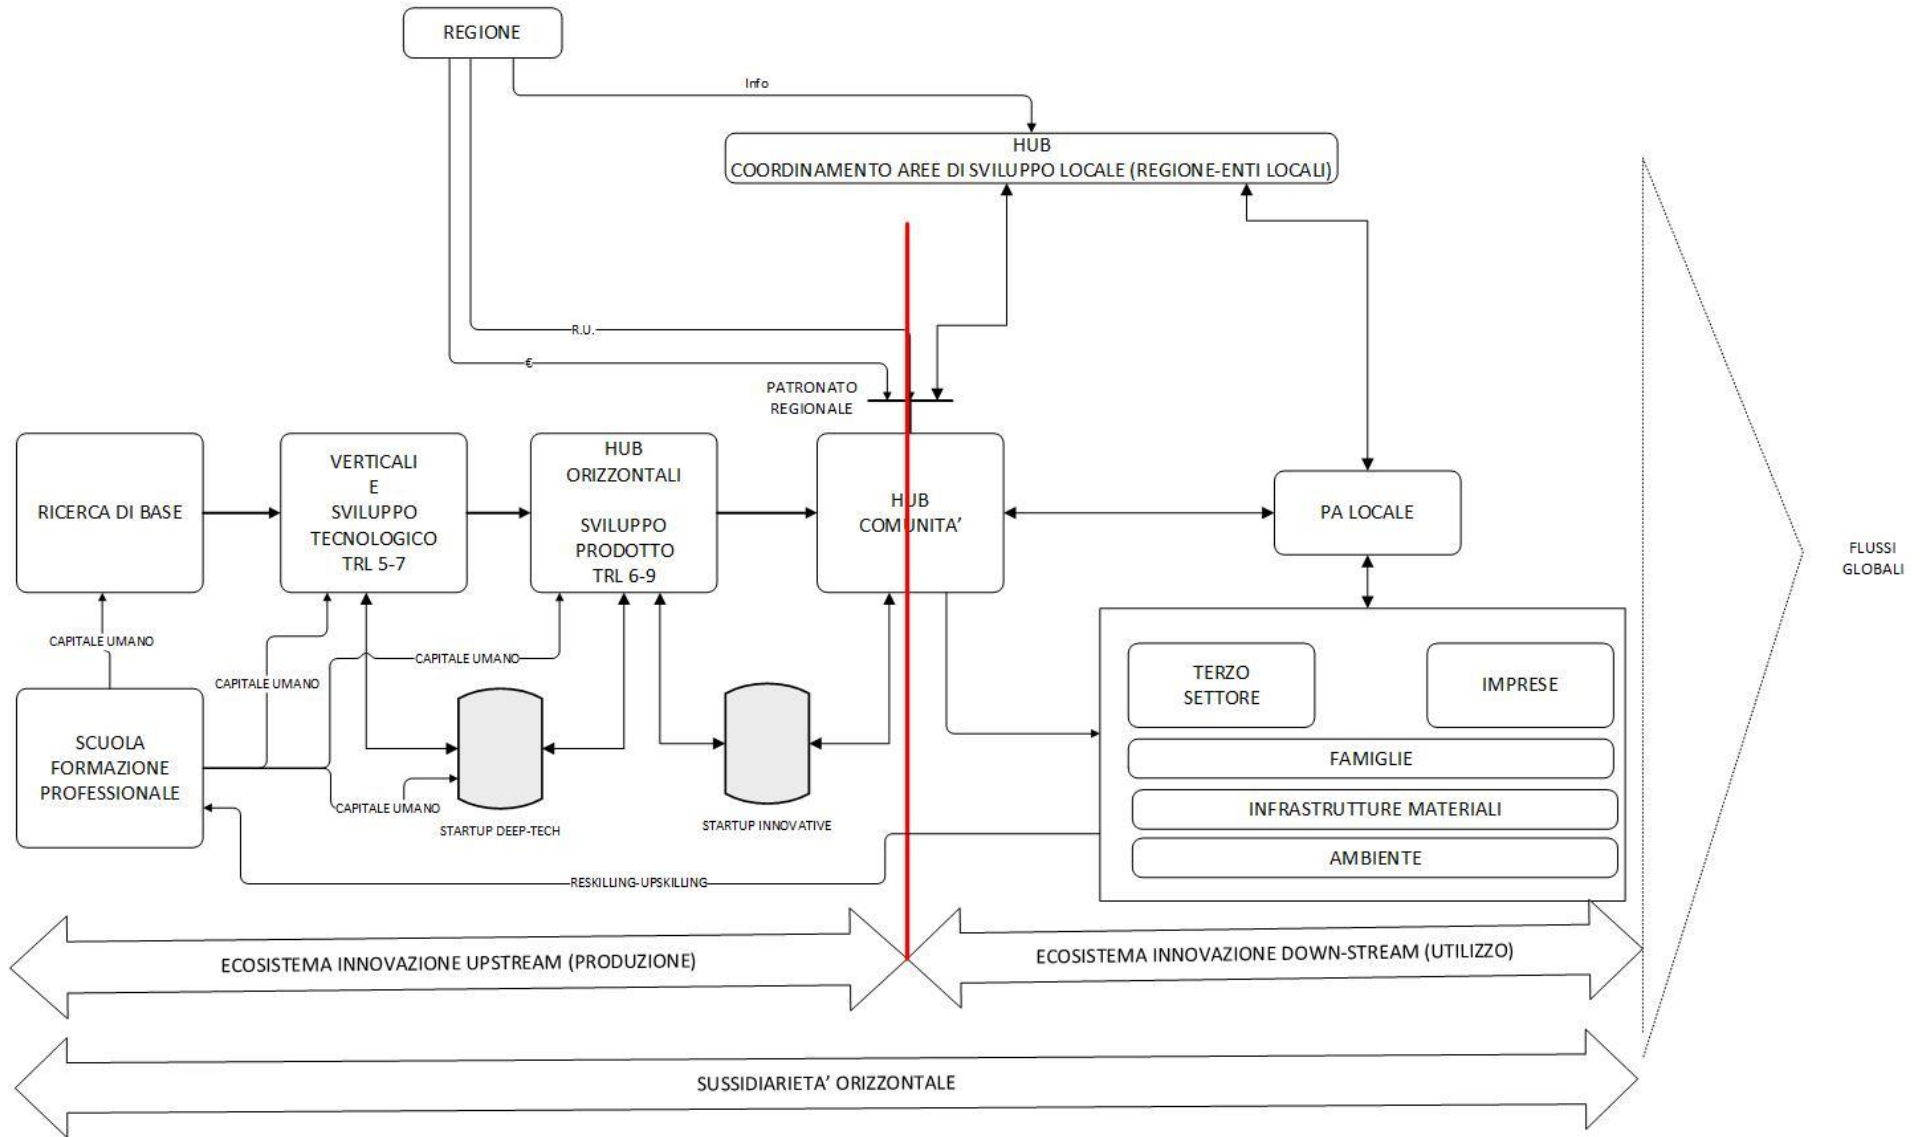 REGIONE
Info
HUB
COORDINAMENTO AREE DI SVILUPPO LOCALE (REGIONE-ENTI LOCALI)
R.U.
€
PATRONATO
REGIONALE
RICERCA DI BASE
VERTICALI
E
SVILUPPO
TECNOLOGICO
TRL 5-7
HUB
ORIZZONTALI
SVILUPPO
PRODOTTO
TRL 6-9
HUB
COMUNITA’
PA LOCALE
FLUSSI
GLOBALI
CAPITALE UMANO
CAPITALE UMANO
CAPITALE UMANO
TERZO
SETTORE
IMPRESE
SCUOLA
FORMAZIONE
PROFESSIONALE
FAMIGLIE
CAPITALE UMANO
STARTUP DEEP-TECH
STARTUP INNOVATIVE
INFRASTRUTTURE MATERIALI
AMBIENTE
RESKILLING-UPSKILLING
ECOSISTEMA INNOVAZIONE UPSTREAM (PRODUZIONE)
ECOSISTEMA INNOVAZIONE DOWN-STREAM (UTILIZZO)
SUSSIDIARIETA’ ORIZZONTALE